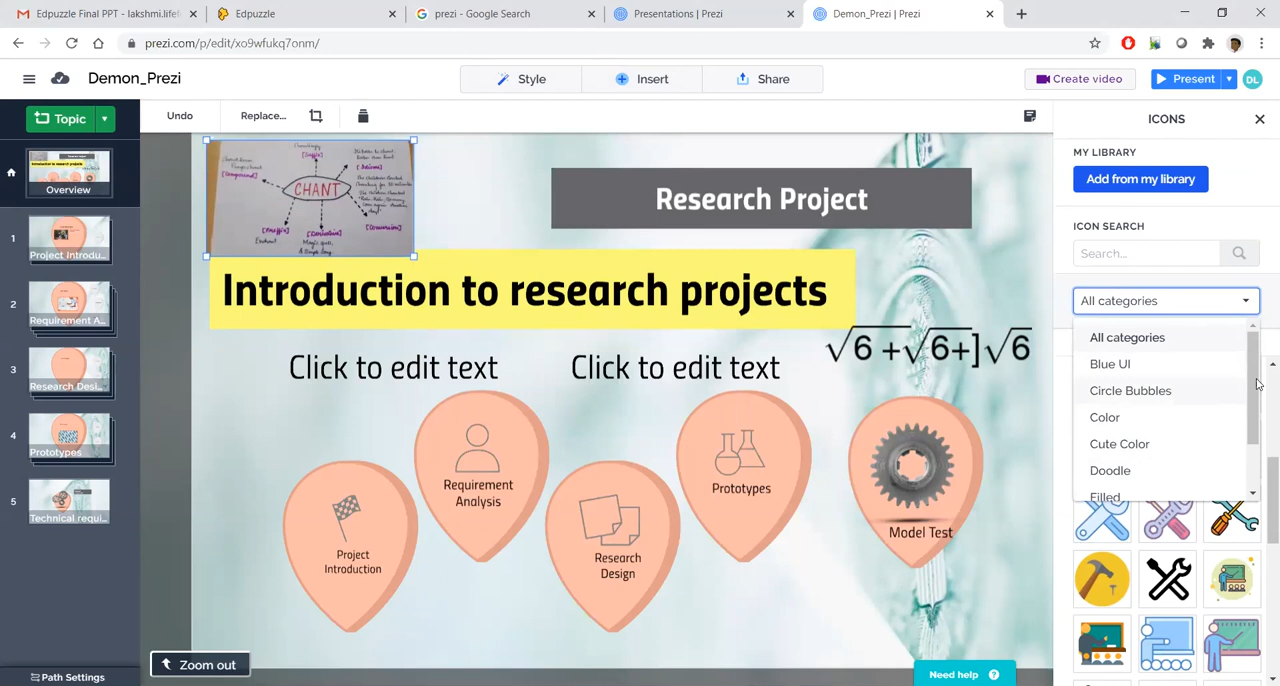 Edpuzzle Final PPT - lakshmi.lifef
Edpuzzle
prezi - Google Search
Presentations | Prezi
Demon_Prezi | Prezi
prezi.com/p/edit/xo9wfukq7onm/
Demon_Prezi
Style
Insert
Share
Create video
Present
DL
Topic
Undo
Replace...
ICONS
MY LIBRARY
Add from my library
ICON SEARCH
Search...
All categories
All categories
Blue UI
Circle Bubbles
Color
Cute Color
Doodle
Filled
Overview
1
Project Introdu...
2
Requirement A...
3
Research Desi...
4
Prototypes
5
Technical requi...
Path Settings
CHANT
[Suffix]
[Compound]
[Prefix]
Research Project
Introduction to research projects
Click to edit text
Click to edit text
√6 +√6+]√6
Project
Introduction
Requirement
Analysis
Research
Design
Prototypes
Model Test
Zoom out
Need help ?